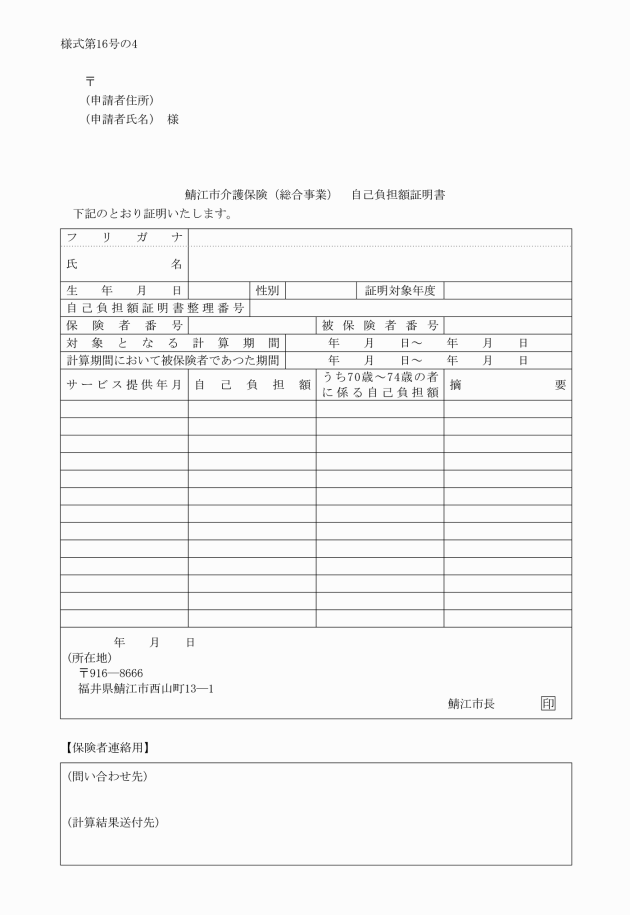 様式第16号の4
〒
(申請者住所)
(申請者氏名)　様
鯖江市介護保険（総合事業）　自己負担額証明書
下記のとおり証明いたします。
フリガナ
氏名
生年月日　性別　証明対象年度
自己負担額証明書整理番号
保険者番号　被保険者番号
対象となる計算期間　年　月　日～　年　月　日
計算期間において被保険者であつた期間　年　月　日～　年　月　日
サービス提供年月　自己負担額　うち70歳～74歳の者に係る自己負担額　摘要
年　月　日
(所在地)
〒916―8666
福井県鯖江市西山町13―1
鯖江市長　印
【保険者連絡用】
(問い合わせ先)
(計算結果送付先)